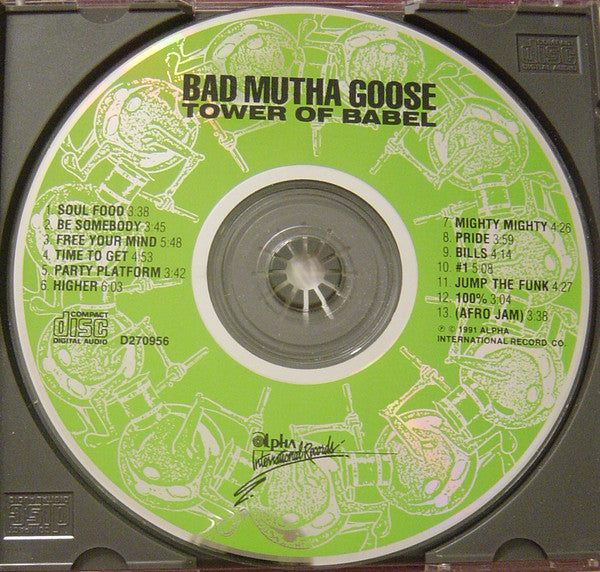 COMPACT
disc
DIGITAL AUDIO
BAD MUTHA GOOSE
TOWER OF BABEL
1. SOUL FOOD 3:38
2. BE SOMEBODY 3:45
3. FREE YOUR MIND 5:48
4. TIME TO GET 4:53
5. PARTY PLATFORM 3:42
6. HIGHER 6:03
COMPACT
disc
DIGITAL AUDIO
D270956
7. MIGHTY MIGHTY 4:26
8. PRIDE 3:59
9. BILLS 4:14
10. #1 5:08
11. JUMP THE FUNK 4:27
12. 100% 3:04
13. (AFRO JAM) 3:38
℗ © 1991 ALPHA
INTERNATIONAL RECORD CO.
Alpha
International Records